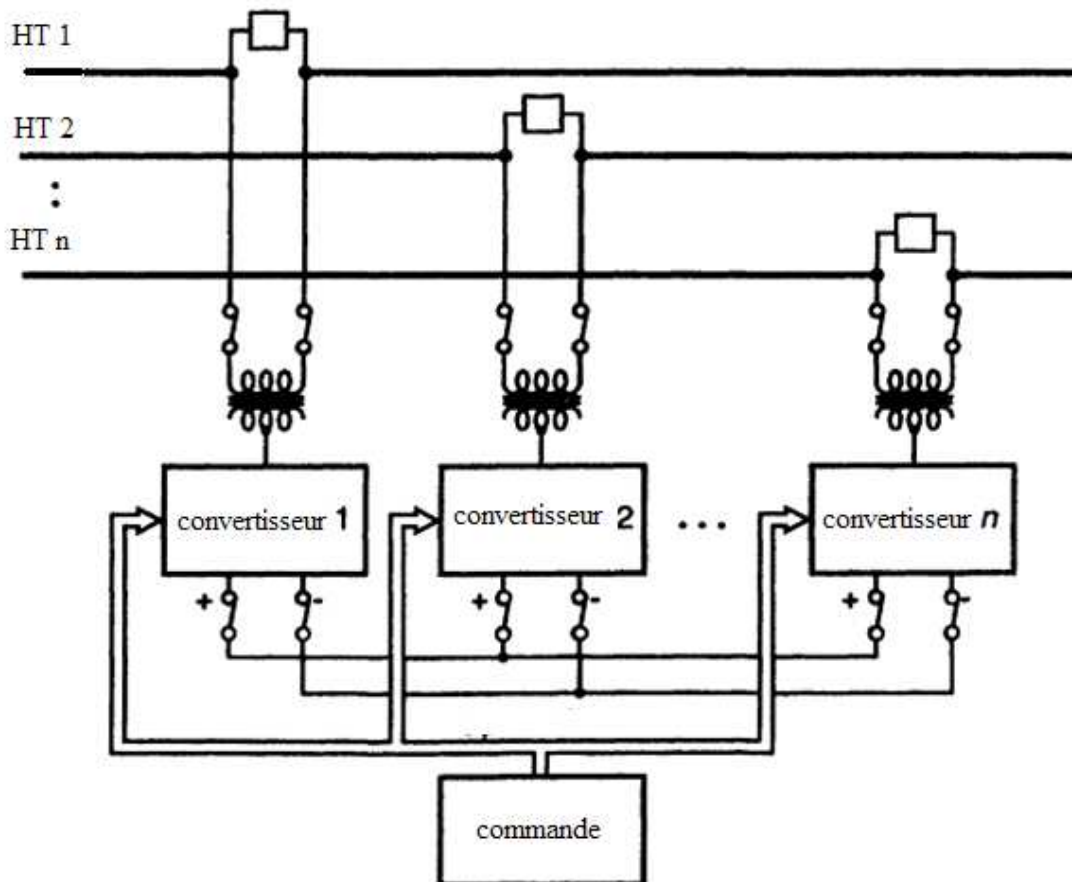 HT 1
HT 2
HT n
convertisseur 1
convertisseur 2
...
convertisseur n
+ -
+ -
+ -
commande